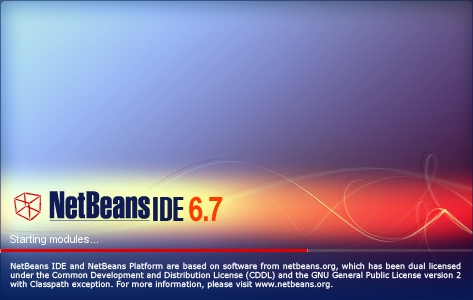 NetBeans IDE 6.7
Starting modules...
NetBeans IDE and NetBeans Platform are based on software from netbeans.org, which has been dual licensed
under the Common Development and Distribution License (CDDL) and the GNU General Public License version 2
with Classpath exception. For more information, please visit www.netbeans.org.